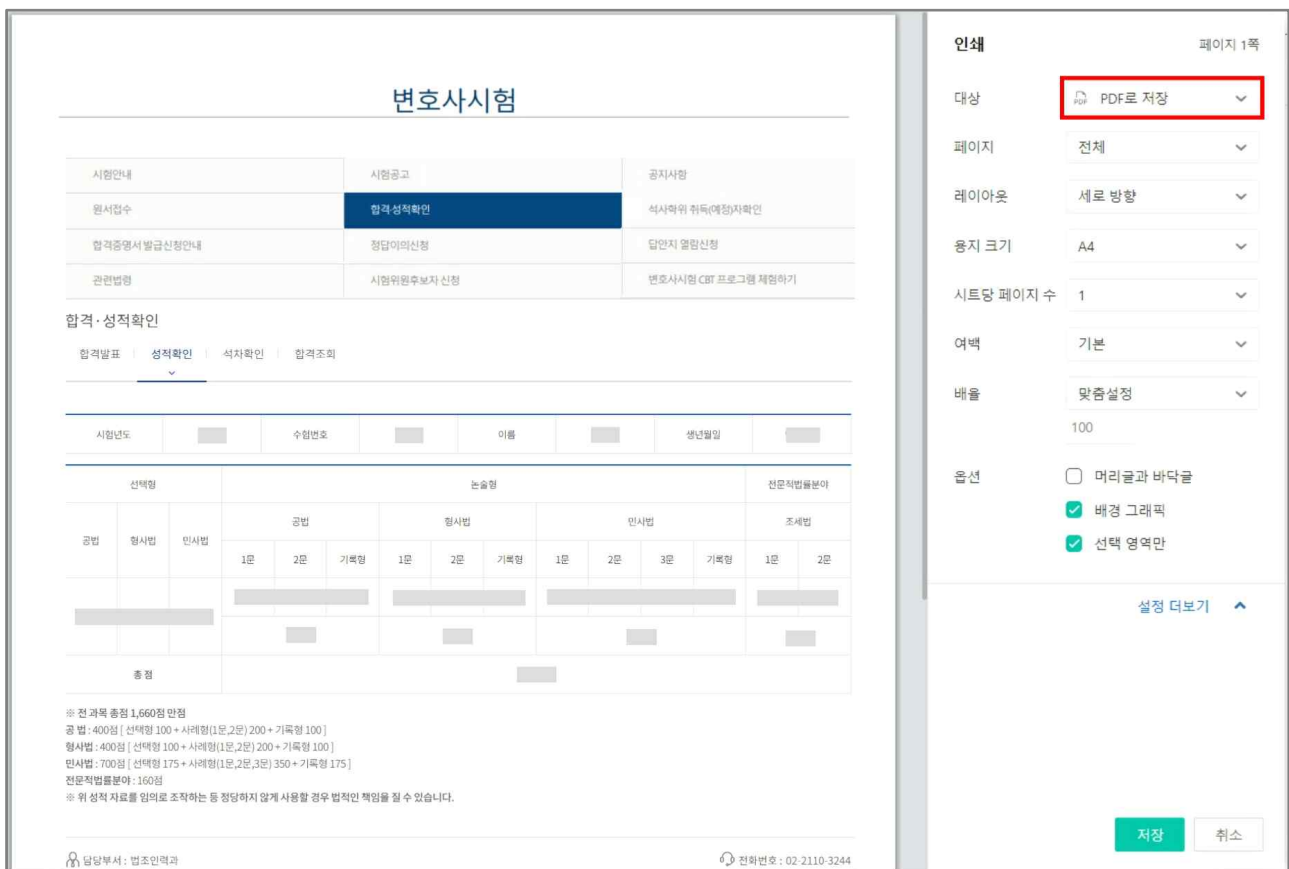 변호사시험
시험안내 시험공고 공지사항
원서접수 합격·성적확인 석사학위 취득(예정)자확인
합격증명서 발급신청안내 정답이의신청 답안지 열람신청
관련법령 시험위원후보자 신청 변호사시험 CBT 프로그램 체험하기
합격·성적확인
합격발표 성적확인 석차확인 합격조회
시험년도 수험번호 이름 생년월일
선택형 논술형 전문적법률분야
공법 형사법 민사법 공법 형사법 민사법 조세법
1문 2문 기록형 1문 2문 기록형 1문 2문 3문 기록형 1문 2문
총 점
※ 전 과목 총점 1,660점 만점
공 법 : 400점 [ 선택형 100 + 사례형(1문,2문) 200 + 기록형 100 ]
형사법 : 400점 [ 선택형 100 + 사례형(1문,2문) 200 + 기록형 100 ]
민사법 : 700점 [ 선택형 175 + 사례형(1문,2문,3문) 350 + 기록형 175 ]
전문적법률분야 : 160점
※ 위 성적 자료를 임의로 조작하는 등 정당하지 않게 사용할 경우 법적인 책임을 질 수 있습니다.
담당부서 : 법조인력과 전화번호 : 02-2110-3244
인쇄 페이지 1쪽
대상 PDF PDF로 저장
페이지 전체
레이아웃 세로 방향
용지 크기 A4
시트당 페이지 수 1
여백 기본
배율 맞춤설정
100
옵션 머리글과 바닥글
배경 그래픽
선택 영역만
설정 더보기
저장 취소